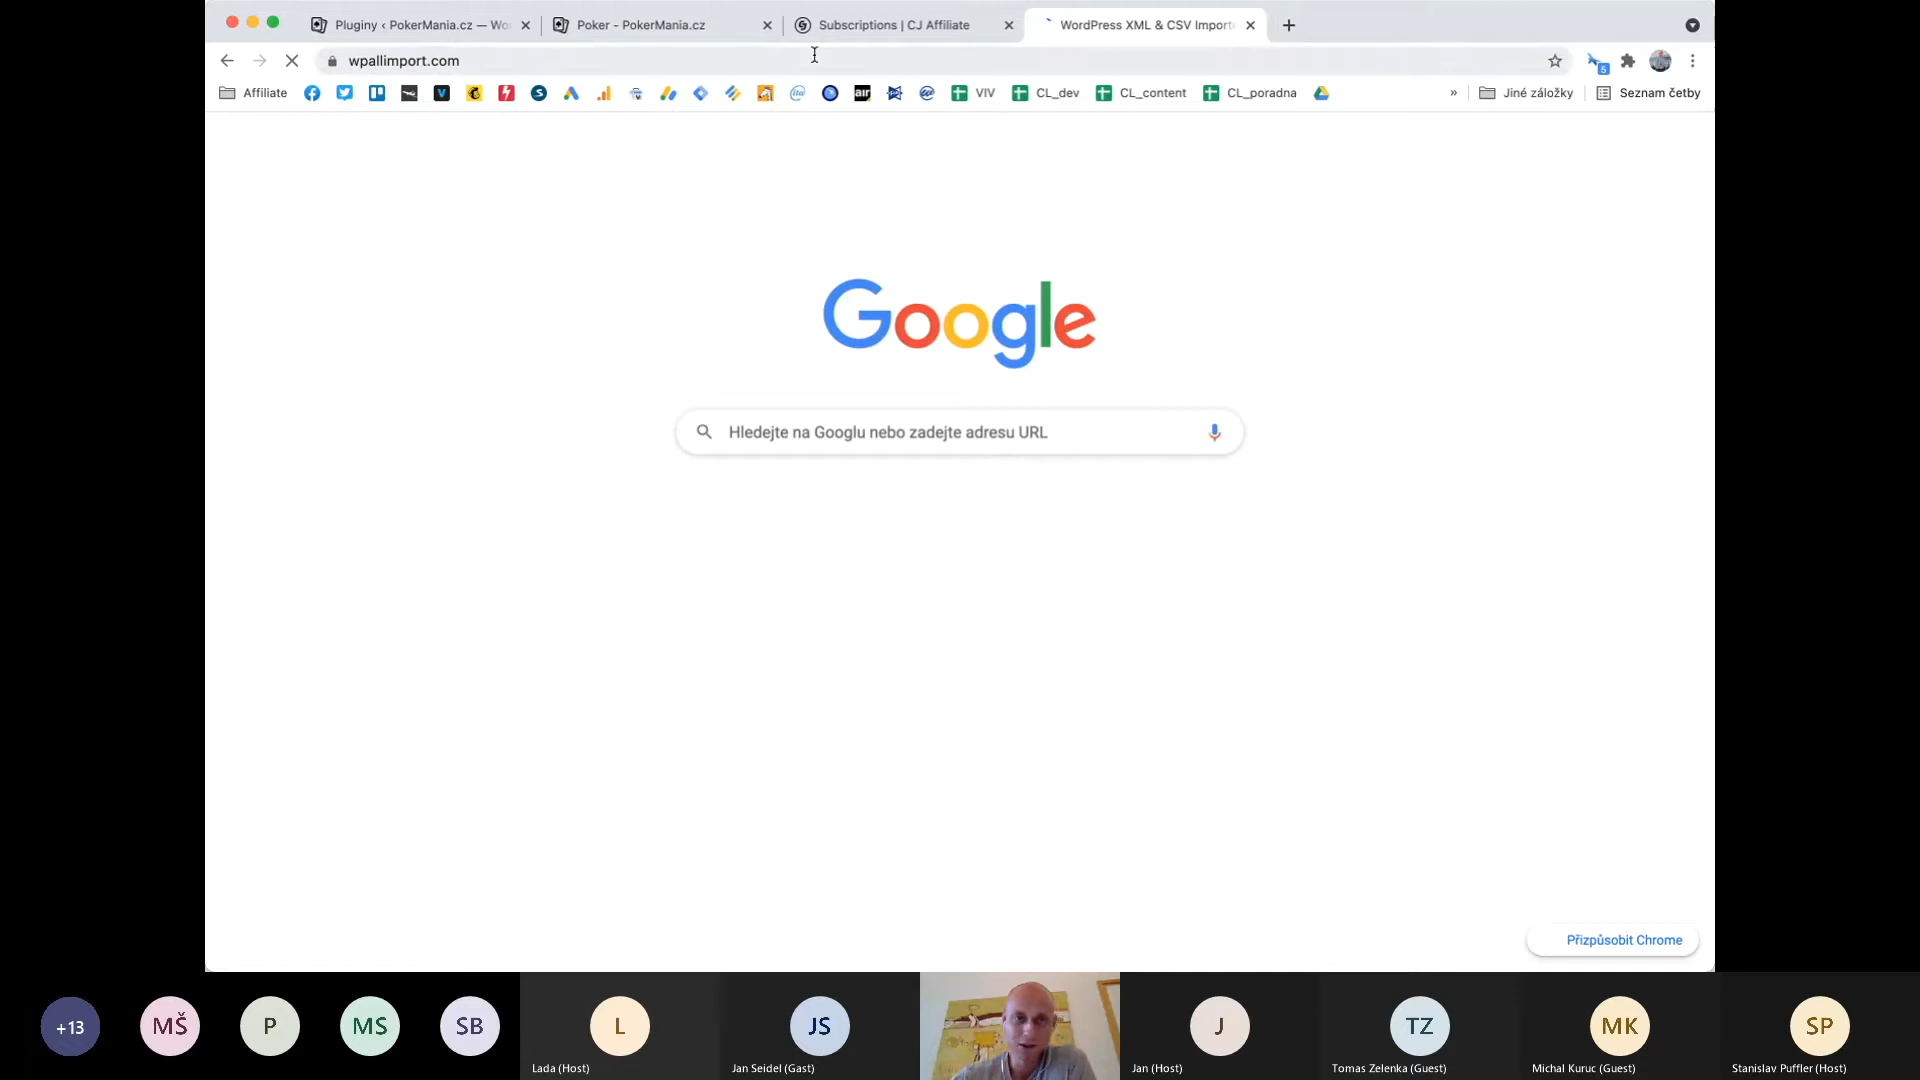 Pluginy ‹ PokerMania.cz — Wo
Poker - PokerMania.cz
Subscriptions | CJ Affiliate
WordPress XML & CSV Import
wpallimport.com
5
Affiliate
VIV
CL_dev
CL_content
CL_poradna
»
Jiné záložky
Seznam četby
Google
Hledejte na Googlu nebo zadejte adresu URL
Přizpůsobit Chrome
+13
MŠ
P
MS
SB
L
JS
J
TZ
MK
SP
Lada (Host)
Jan Seidel (Gast)
Jan (Host)
Tomas Zelenka (Guest)
Michal Kuruc (Guest)
Stanislav Puffler (Host)